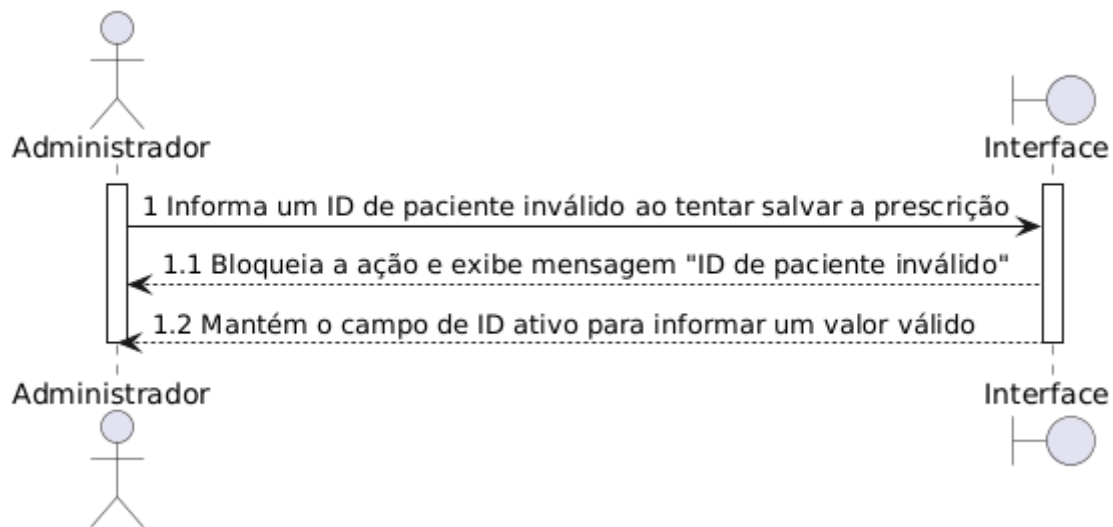 Administrador
Interface
1 Informa um ID de paciente inválido ao tentar salvar a prescrição
1.1 Bloqueia a ação e exibe mensagem "ID de paciente inválido"
1.2 Mantém o campo de ID ativo para informar um valor válido
Administrador
Interface